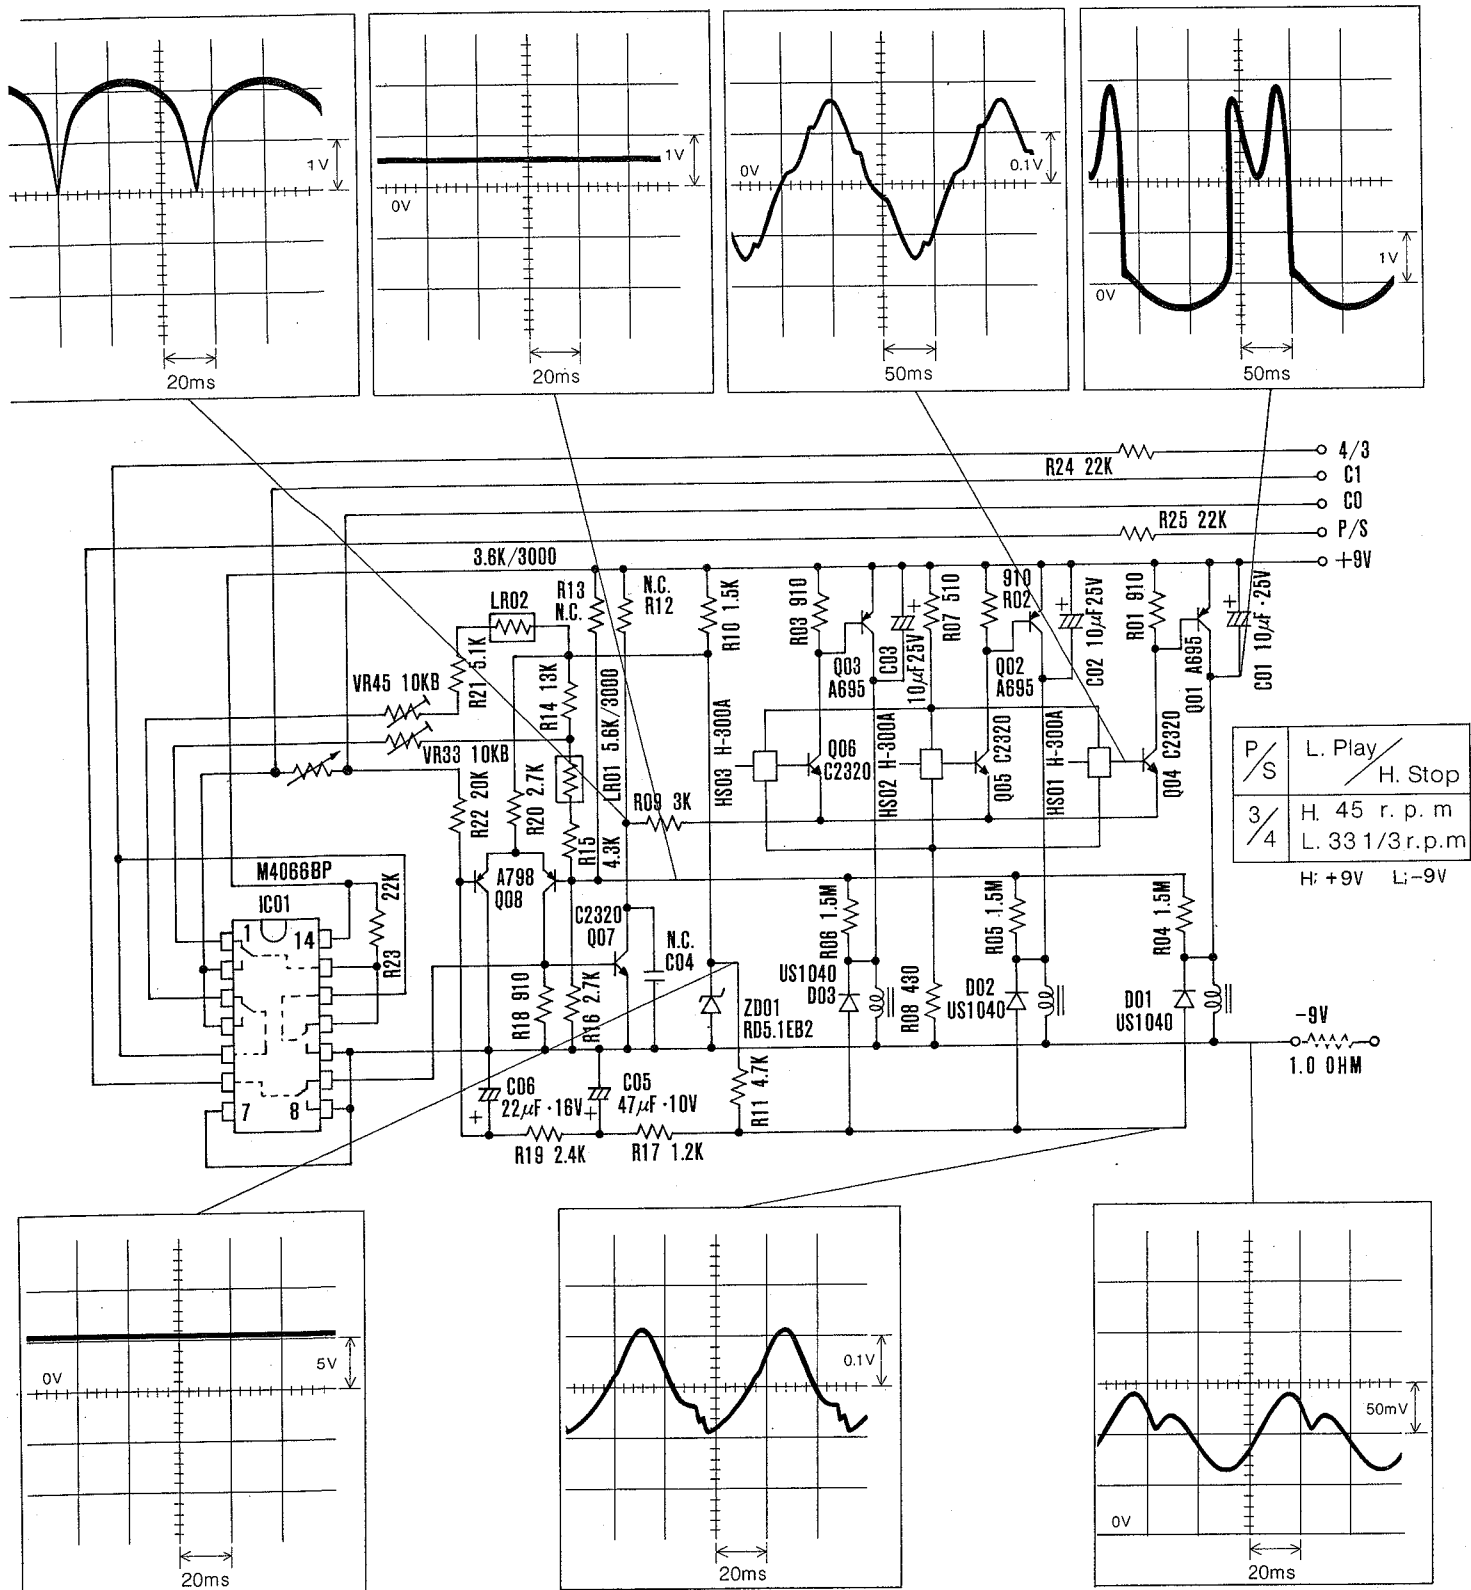 1V
0V
20ms
1V
0V
20ms
0V
0.1V
50ms
1V
0V
50ms
R24 22K
4/3
C1
C0
R25 22K
P/S
+9V
3.6K/3000
LR02
R13
N.C.
N.C.
R12
R10 1.5K
R03 910
C03
10µF25V
R07 510
910
R02
C02 10µF25V
R01 910
Q01 A695
C01 10µF·25V
Q03
A695
Q02
A695
VR45 10KB
R21 5.1K
R14 13K
VR33 10KB
LR01 5.6K/3000
R22 20K
R20 2.7K
R15
4.3K
R09 3K
HS03 H-300A
Q06
C2320
HS02 H-300A
Q05 C2320
HS01 H-300A
Q04 C2320
P/S
L. Play/H. Stop
3/4
H. 45 r. p. m
L. 33 1/3 r.p.m
H; +9V L;-9V
M4066BP
IC01
1
14
7
8
22K
R23
A798
Q08
C2320
Q07
N.C.
C04
R18 910
R16 2.7K
ZD01
RD5.1EB2
R11 4.7K
R06 1.5M
US1040
D03
R08 430
R05 1.5M
D02
US1040
R04 1.5M
D01
US1040
-9V
1.0 OHM
C06
22µF·16V
+
C05
47µF·10V
+
R19 2.4K
R17 1.2K
0V
5V
20ms
0.1V
20ms
50mV
0V
20ms